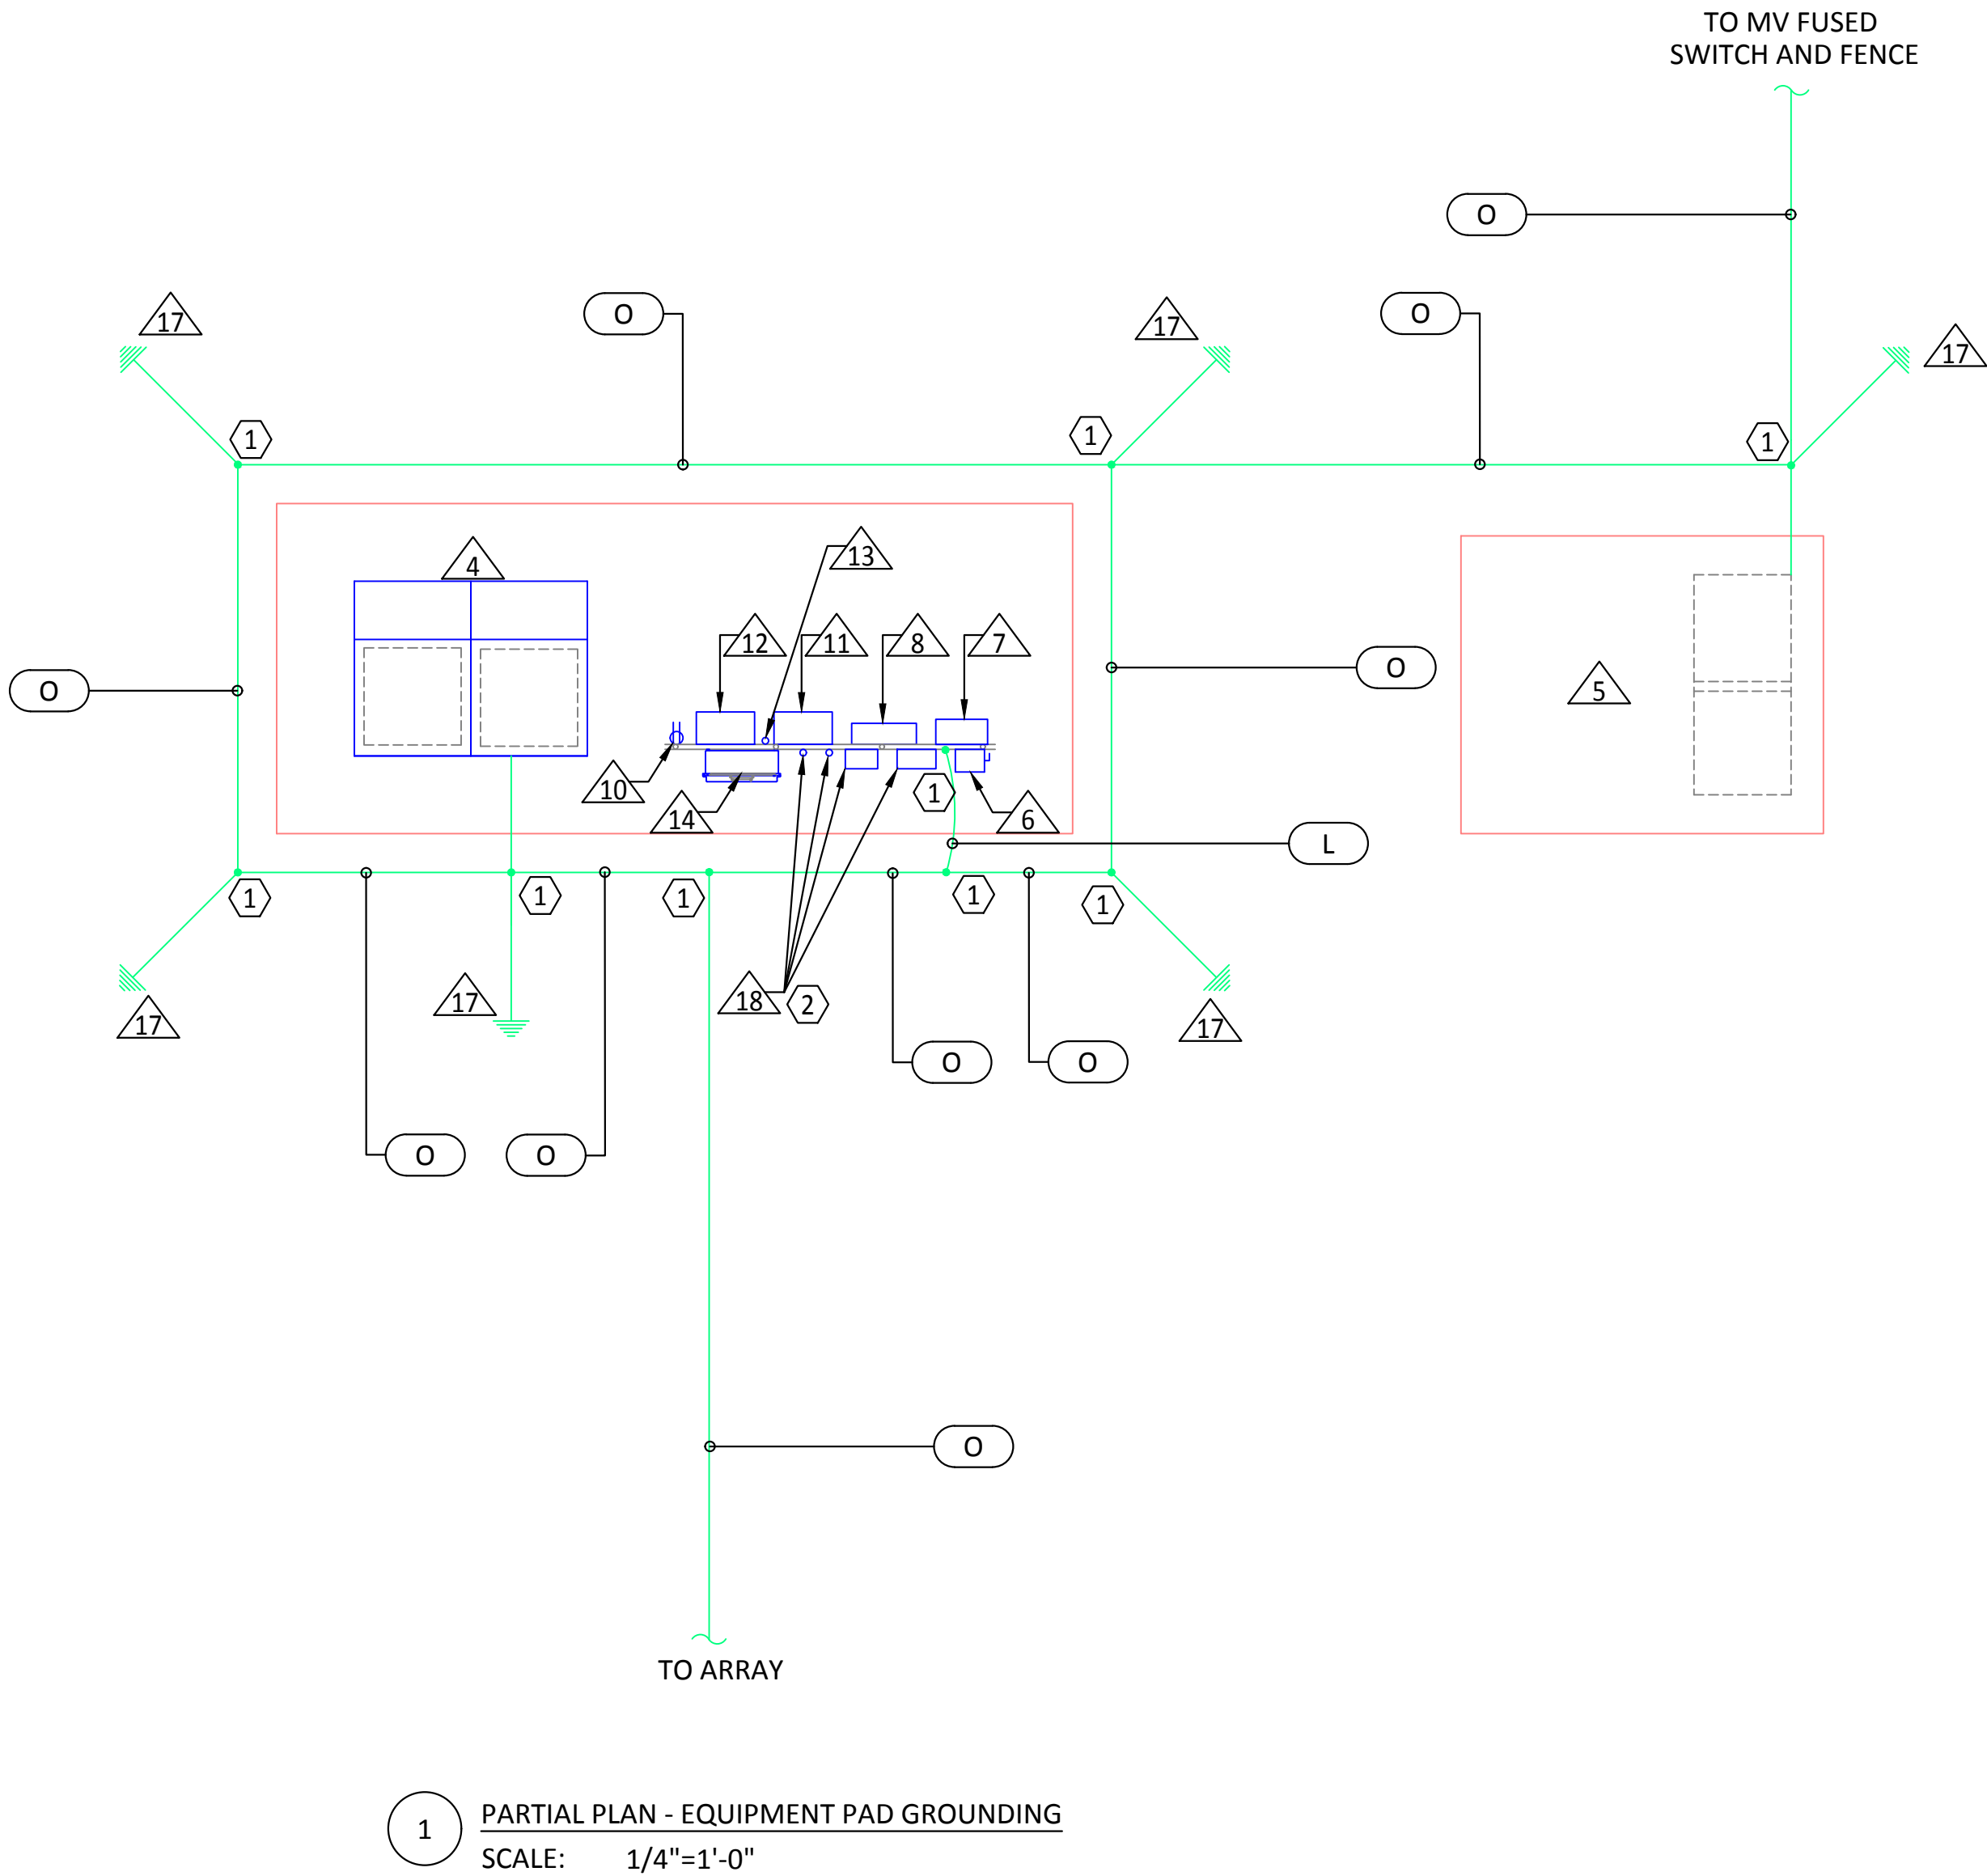 TO MV FUSED
SWITCH AND FENCE
O
O
O
17
17
17
1
1
1
4
13
12
11
8
7
5
O
O
10
14
1
6
L
1
1
1
1
1
17
18
2
17
17
17
O
O
O
O
O
TO ARRAY
1
PARTIAL PLAN - EQUIPMENT PAD GROUNDING
SCALE: 1/4"=1'-0"